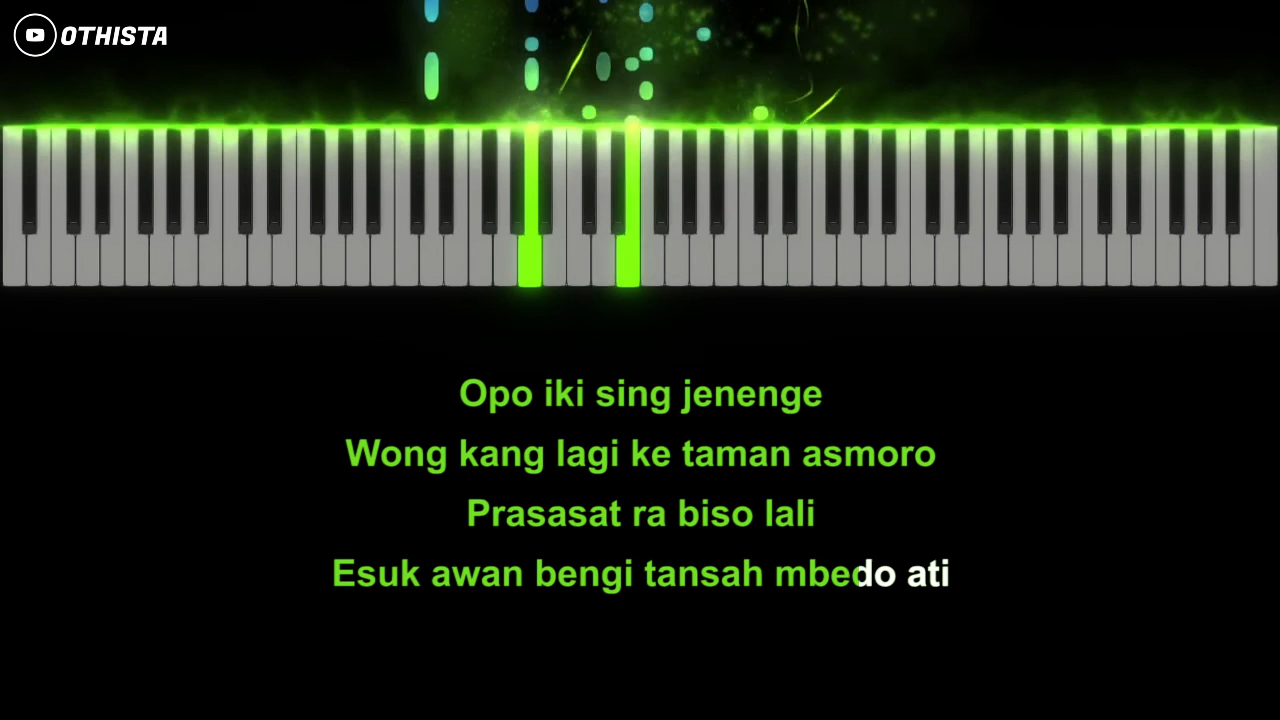 OTHISTA
Opo iki sing jenenge
Wong kang lagi ke taman asmoro
Prasasat ra biso lali
Esuk awan bengi tansah mbedo ati